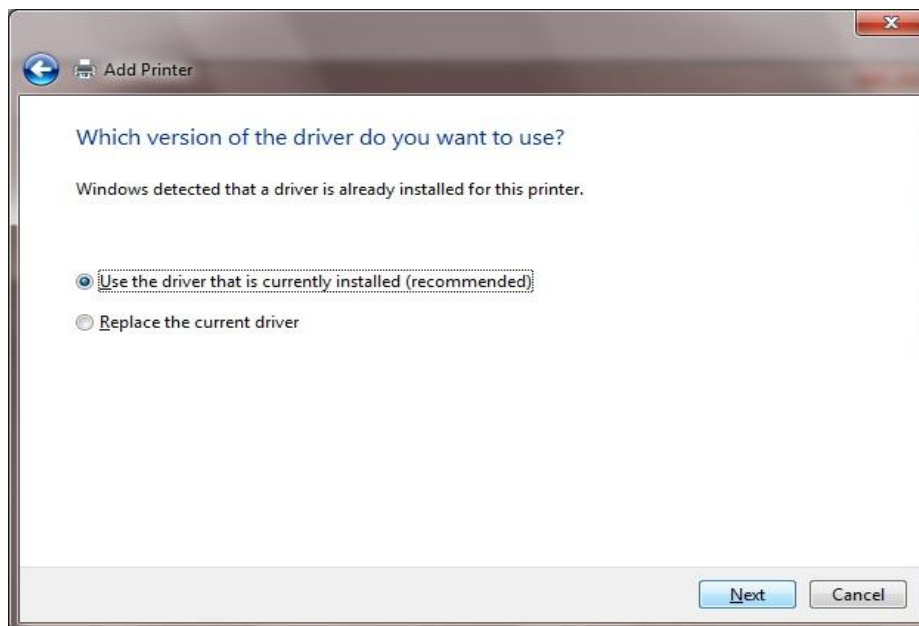 Add Printer
Which version of the driver do you want to use?
Windows detected that a driver is already installed for this printer.
Use the driver that is currently installed (recommended)
Replace the current driver
Next
Cancel